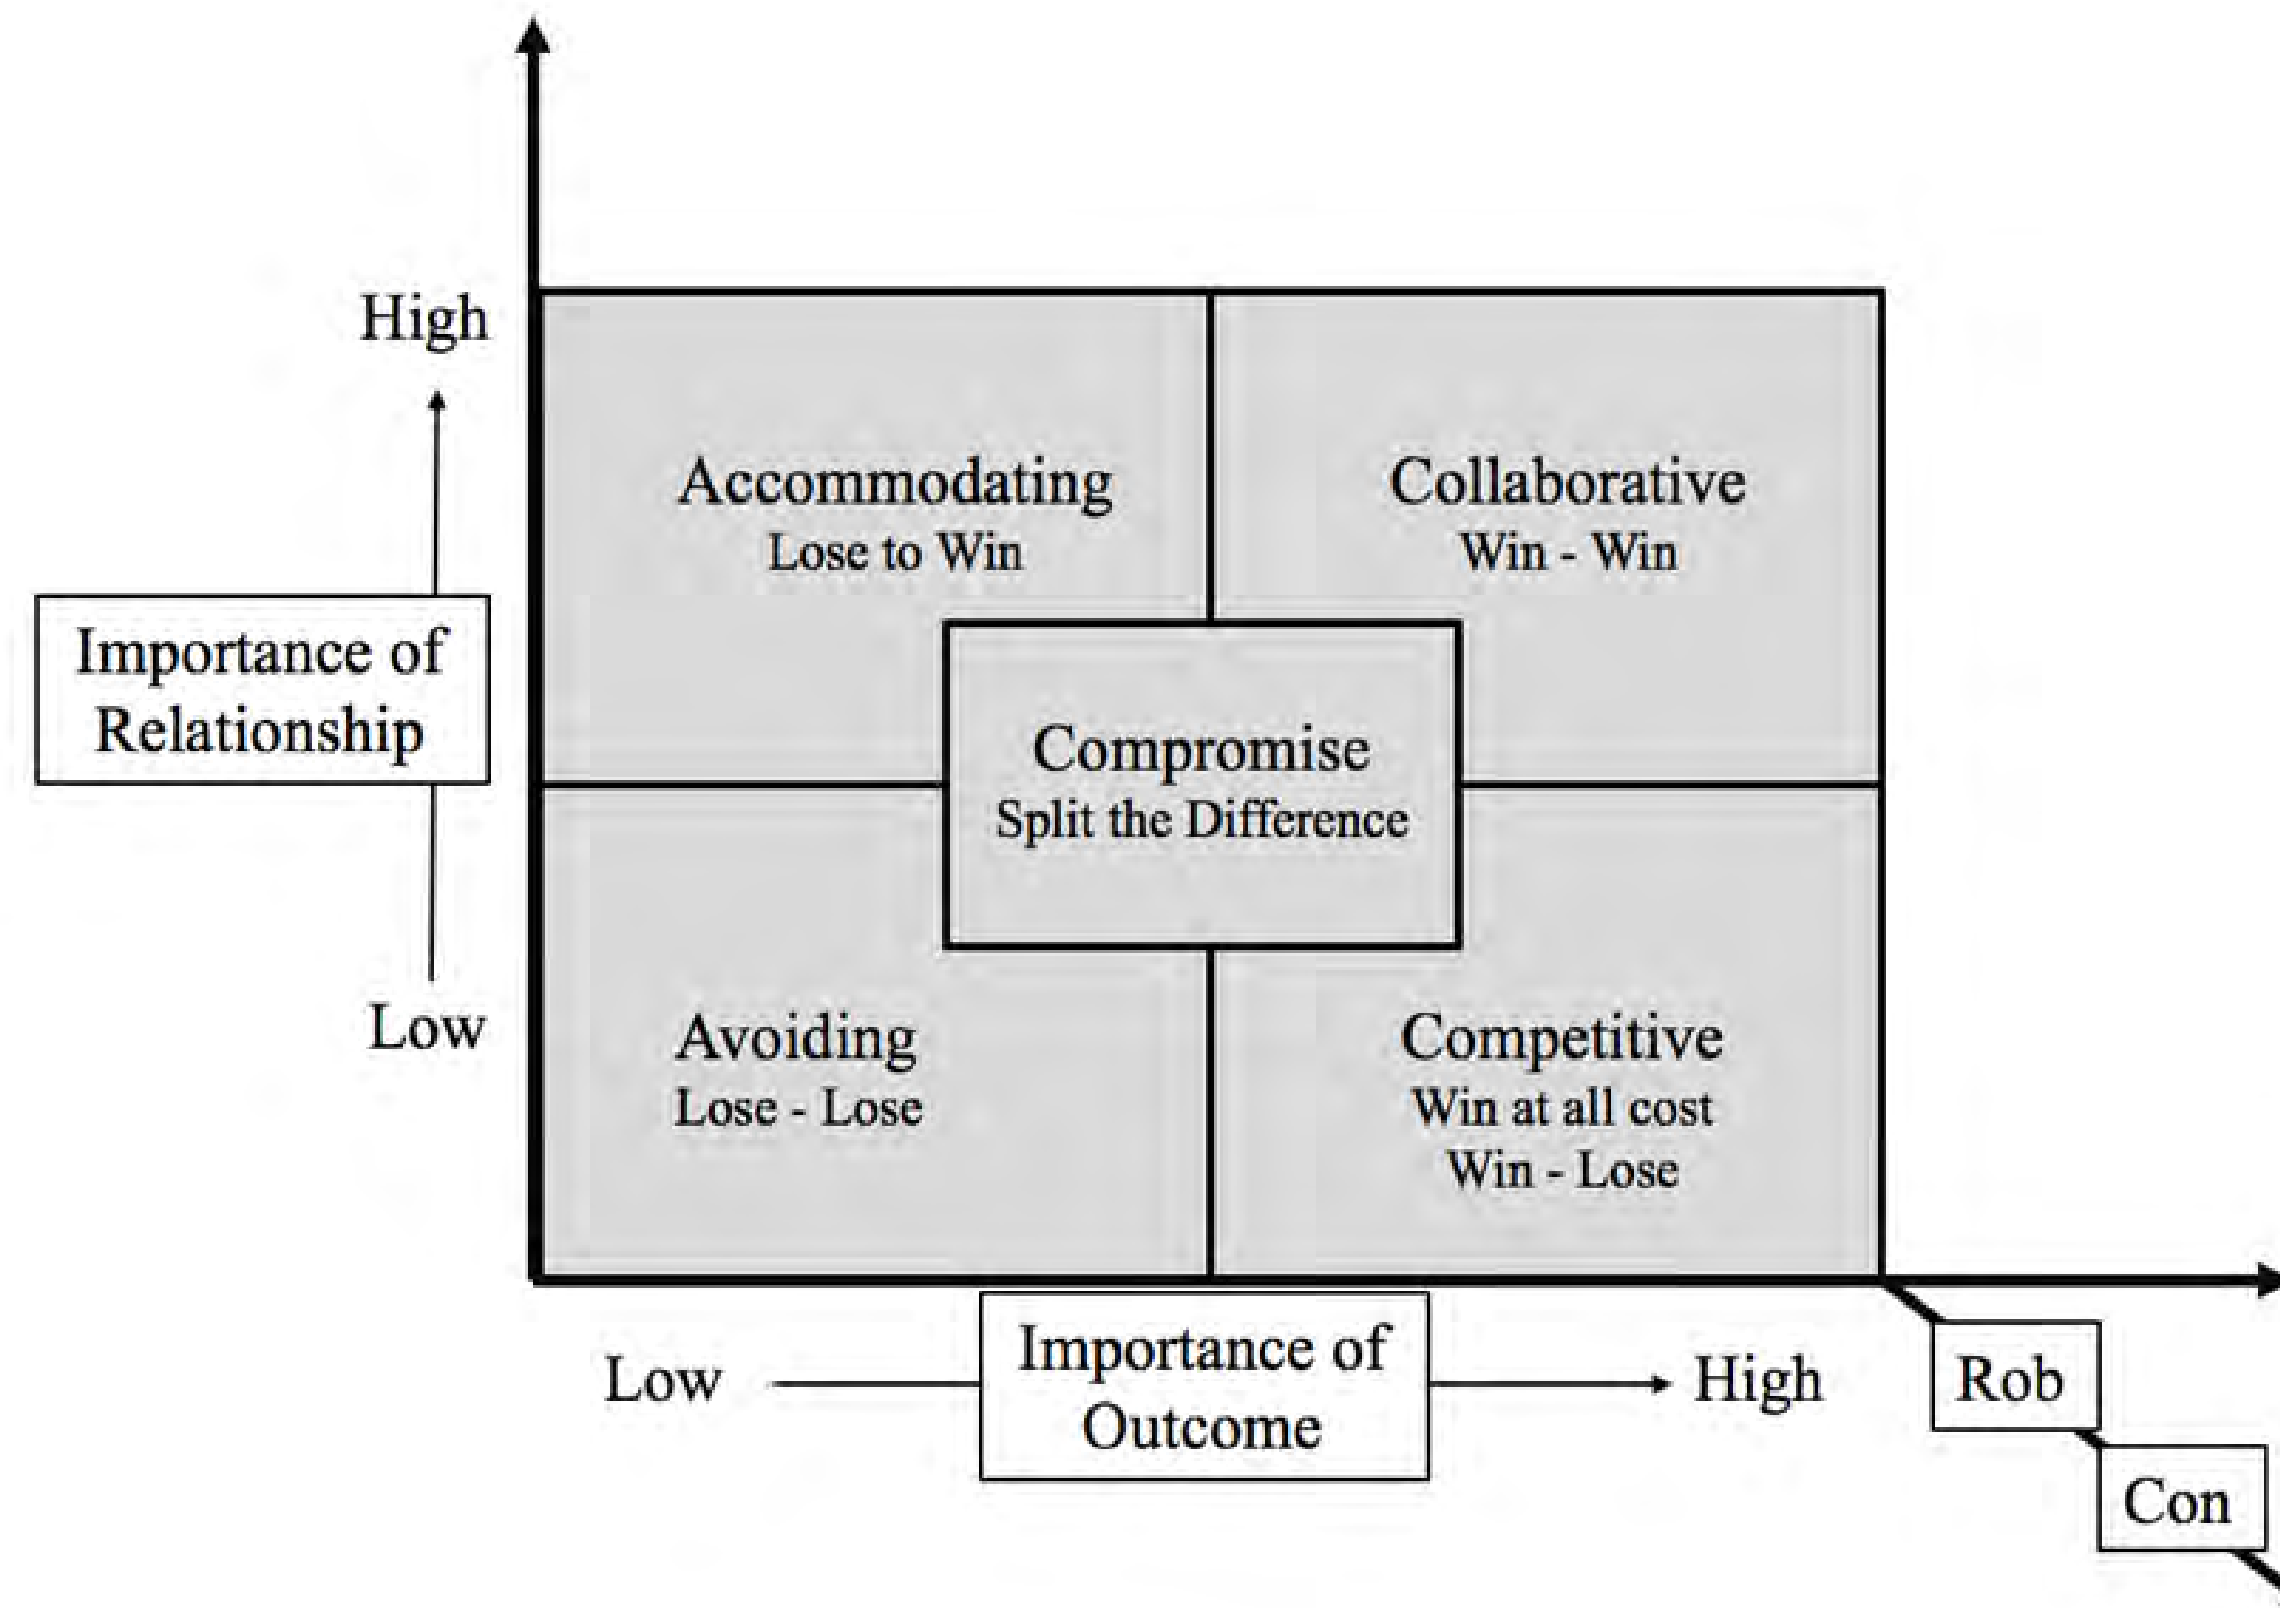 High
Accommodating
Lose to Win
Collaborative
Win - Win
Importance of
Relationship
Compromise
Split the Difference
Low
Avoiding
Lose - Lose
Competitive
Win at all cost
Win - Lose
Low
Importance of
Outcome
High
Rob
Con